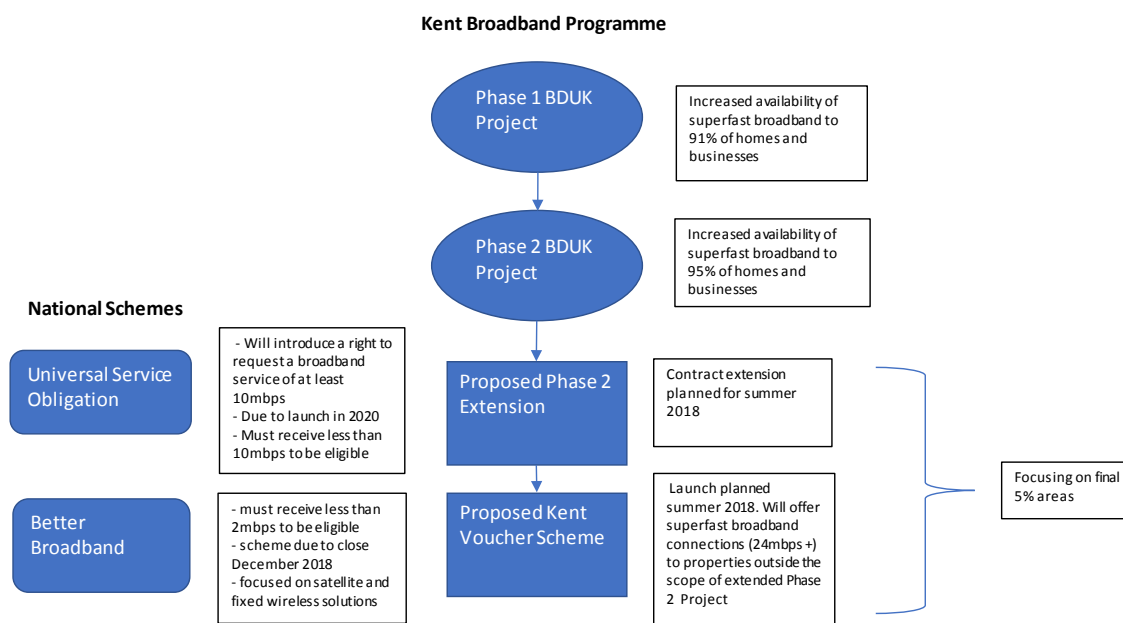 Kent Broadband Programme
Phase 1 BDUK
Project
Increased availability of
superfast broadband to
91% of homes and
businesses
Phase 2 BDUK
Project
Increased availability of
superfast broadband to
95% of homes and
businesses
National Schemes
Universal Service
Obligation
- Will introduce a right to
request a broadband
service of at least
10mbps
- Due to launch in 2020
- Must receive less than
10mbps to be eligible
Proposed Phase 2
Extension
Contract extension
planned for summer
2018
Focusing on final
5% areas
Better
Broadband
- must receive less than
2mbps to be eligible
- scheme due to close
December 2018
- focused on satellite and
fixed wireless solutions
Proposed Kent
Voucher Scheme
Launch planned
summer 2018. Will offer
superfast broadband
connections (24mbps +)
to properties outside the
scope of extended Phase
2 Project